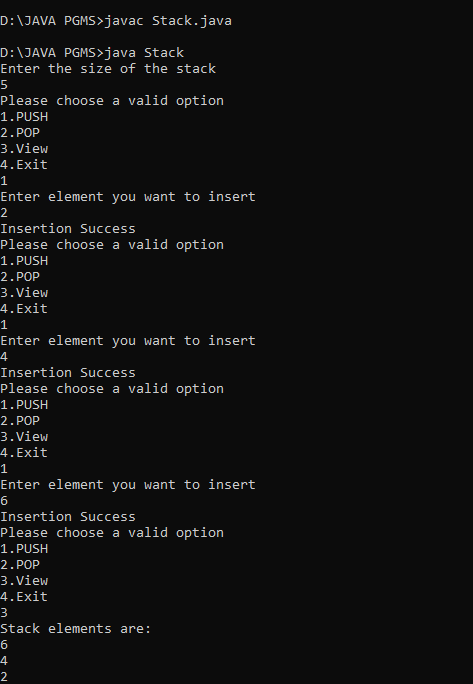 D:\JAVA PGMS>javac Stack.java
D:\JAVA PGMS>java Stack
Enter the size of the stack
5
Please choose a valid option
1.PUSH
2.POP
3.View
4.Exit
1
Enter element you want to insert
2
Insertion Success
Please choose a valid option
1.PUSH
2.POP
3.View
4.Exit
1
Enter element you want to insert
4
Insertion Success
Please choose a valid option
1.PUSH
2.POP
3.View
4.Exit
1
Enter element you want to insert
6
Insertion Success
Please choose a valid option
1.PUSH
2.POP
3.View
4.Exit
3
Stack elements are:
6
4
2